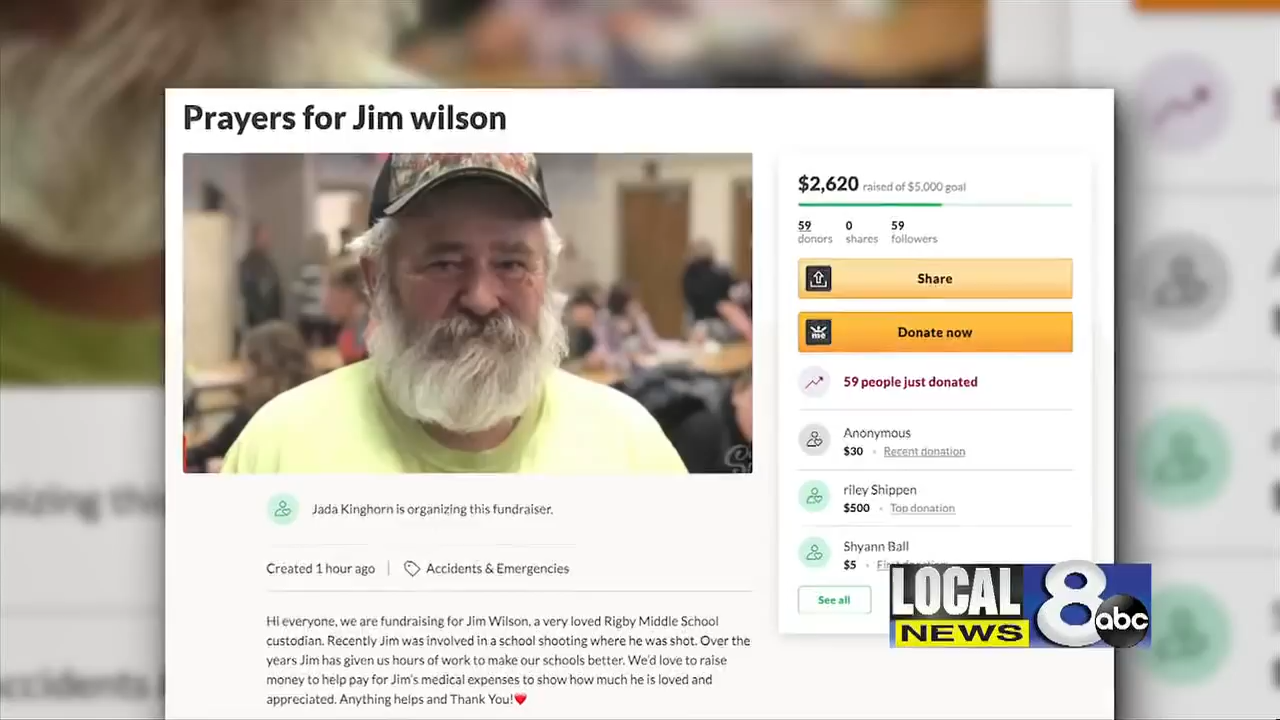 Prayers for Jim wilson
$2,620 raised of $5,000 goal
59 0 59
donors shares followers
Share
me
Donate now
59 people just donated
Anonymous
$30 • Recent donation
riley Shippen
$500 • Top donation
Shyann Ball
$5 • First donation
See all
Jada Kinghorn is organizing this fundraiser.
Created 1 hour ago | Accidents & Emergencies
Hi everyone, we are fundraising for Jim Wilson, a very loved Rigby Middle School
custodian. Recently Jim was involved in a school shooting where he was shot. Over the
years Jim has given us hours of work to make our schools better. We'd love to raise
money to help pay for Jim's medical expenses to show how much he is loved and
appreciated. Anything helps and Thank You!❤
LOCAL
NEWS
8
abc